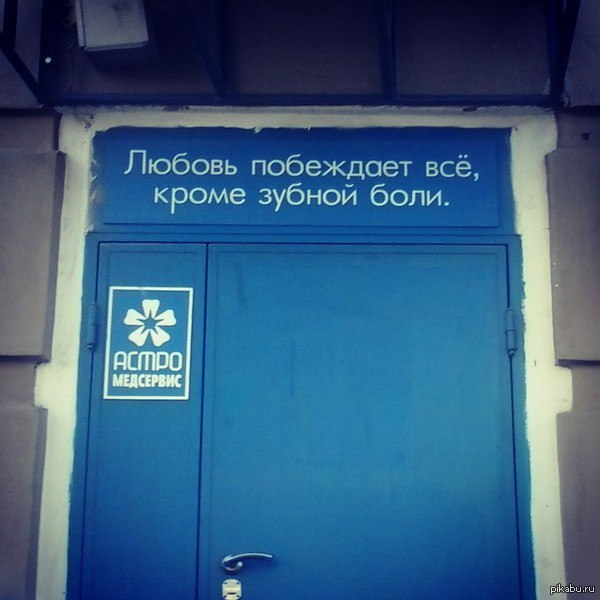 Любовь побеждает всё,
кроме зубной боли.
АСТРО
МЕДСЕРВИС
pikabu.ru